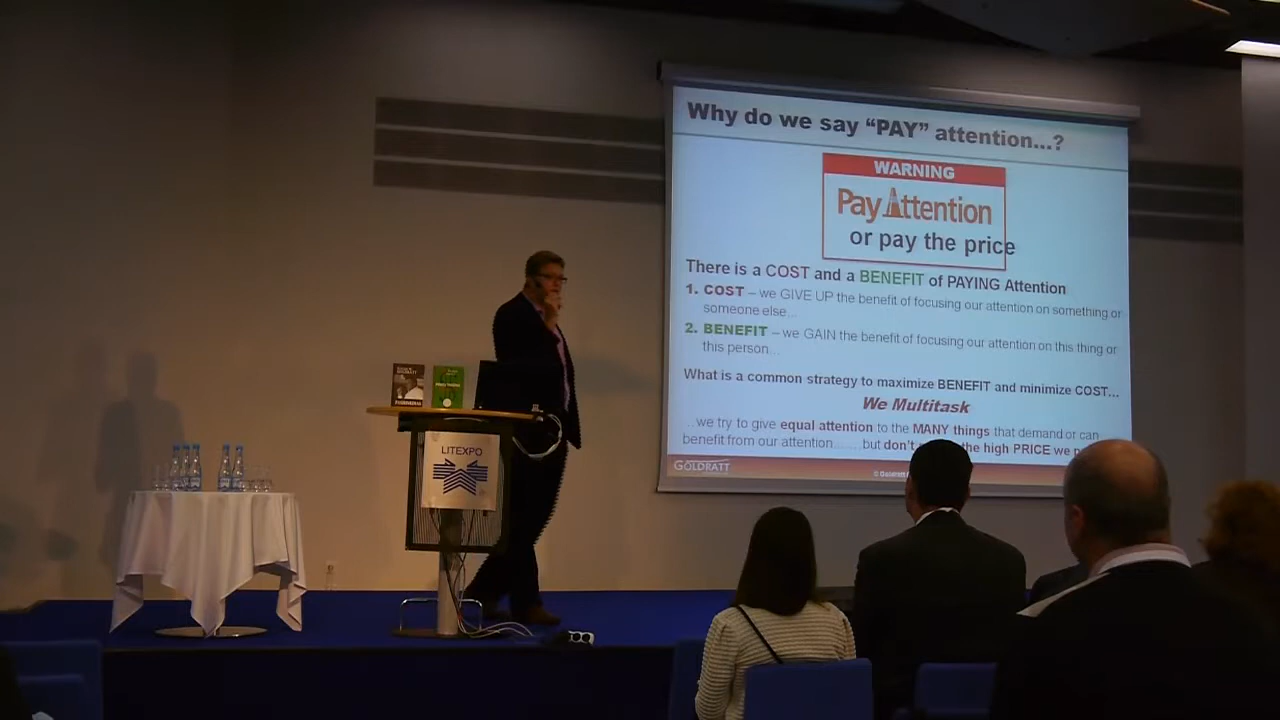 Why do we say “PAY” attention...?
WARNING
Pay Attention
or pay the price
There is a COST and a BENEFIT of PAYING Attention
1. COST – we GIVE UP the benefit of focusing our attention on something or
someone else...
2. BENEFIT – we GAIN the benefit of focusing our attention on this thing or
this person...
What is a common strategy to maximize BENEFIT and minimize COST...
We Multitask
...we try to give equal attention to the MANY things that demand or can
benefit from our attention.......but don't the high PRICE we
GOLDRATT
© Goldratt
LITEXPO